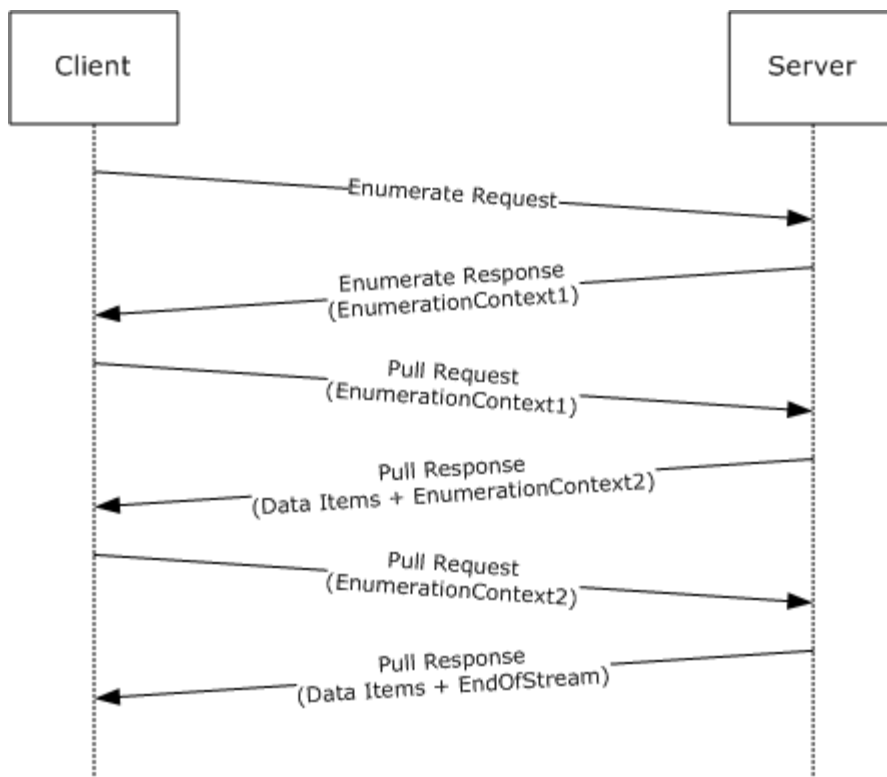 Client
Server
Enumerate Request
Enumerate Response
(EnumerationContext1)
Pull Request
(EnumerationContext1)
Pull Response
(Data Items + EnumerationContext2)
Pull Request
(EnumerationContext2)
Pull Response
(Data Items + EndOfStream)